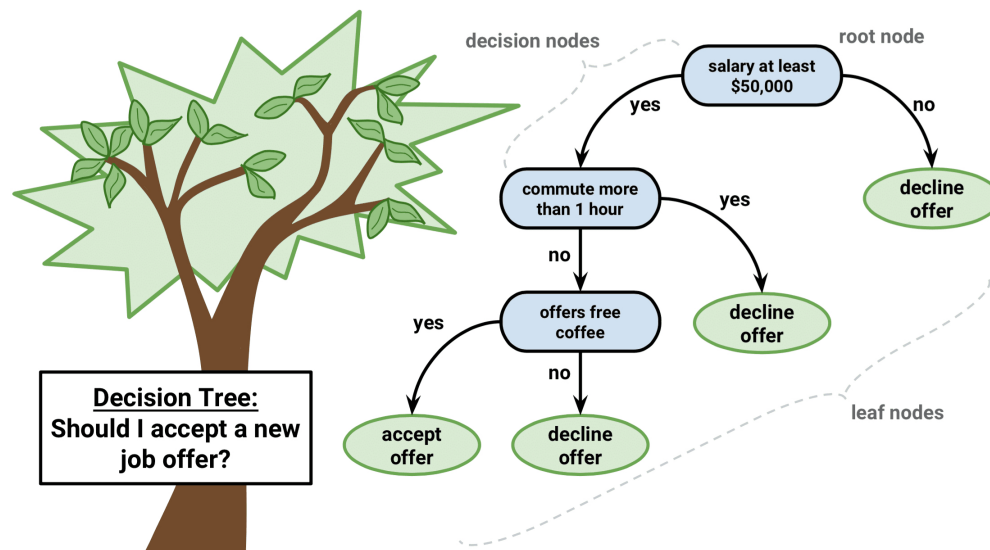 decision nodes
root node
salary at least
$50,000
yes
no
commute more
than 1 hour
yes
decline
offer
no
offers free
coffee
decline
offer
yes
no
leaf nodes
accept
offer
decline
offer
Decision Tree:
Should I accept a new
job offer?